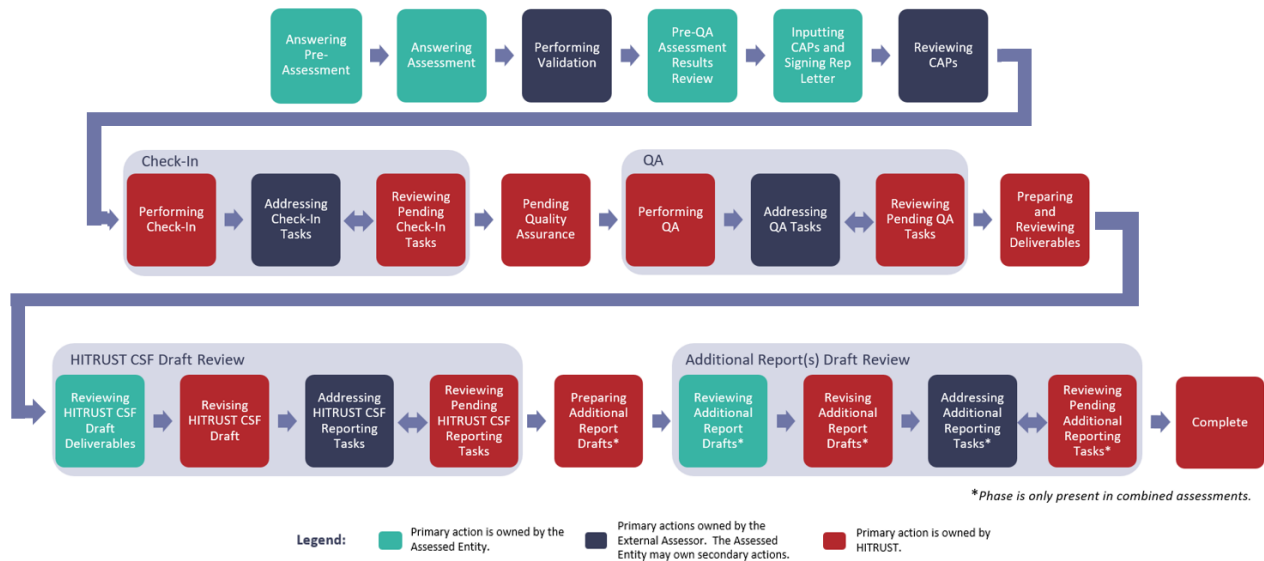 Answering
Pre-
Assessment
Answering
Assessment
Performing
Validation
Pre-QA
Assessment
Results
Review
Inputting
CAPs and
Signing Rep
Letter
Reviewing
CAPs
Check-In
Performing
Check-In
Addressing
Check-In
Tasks
Reviewing
Pending
Check-In
Tasks
Pending
Quality
Assurance
QA
Performing
QA
Addressing
QA Tasks
Reviewing
Pending QA
Tasks
Preparing
and
Reviewing
Deliverables
HITRUST CSF Draft Review
Reviewing
HITRUST CSF
Draft
Deliverables
Revising
HITRUST CSF
Draft
Addressing
HITRUST CSF
Reporting
Tasks
Reviewing
Pending
HITRUST CSF
Reporting
Tasks
Preparing
Additional
Report
Drafts*
Additional Report(s) Draft Review
Reviewing
Additional
Report
Drafts*
Revising
Additional
Report
Drafts*
Addressing
Additional
Reporting
Tasks*
Reviewing
Pending
Additional
Reporting
Tasks*
Complete
*Phase is only present in combined assessments.
Legend:
Primary action is owned by the
Assessed Entity.
Primary actions owned by the
External Assessor. The Assessed
Entity may own secondary actions.
Primary action is owned by
HITRUST.